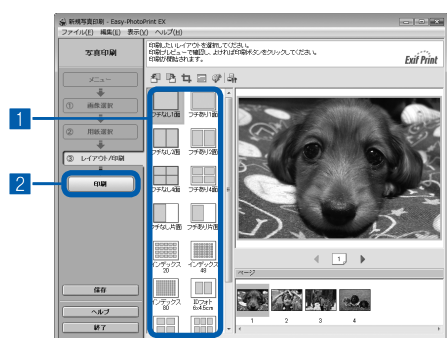 新規写真印刷 - Easy-PhotoPrint EX
ファイル(F) 編集(E) 表示(V) ヘルプ(H)
写真印刷
印刷したいレイアウトを選択してください。
印刷プレビューで確認し、よければ印刷ボタンをクリックしてください。
印刷が開始されます。
Exif Print
メニュー
① 画像選択
② 用紙選択
③ レイアウト/印刷
印刷
保存
ヘルプ
終了
1
2
フチなし1面 フチあり1面
フチなし2面 フチあり2面
フチなし4面 フチあり4面
フチなし片面 フチあり片面
インデックス 20 インデックス 48
インデックス 80 IDフォト 6x4.5cm
1
ページ
1 2 3 4